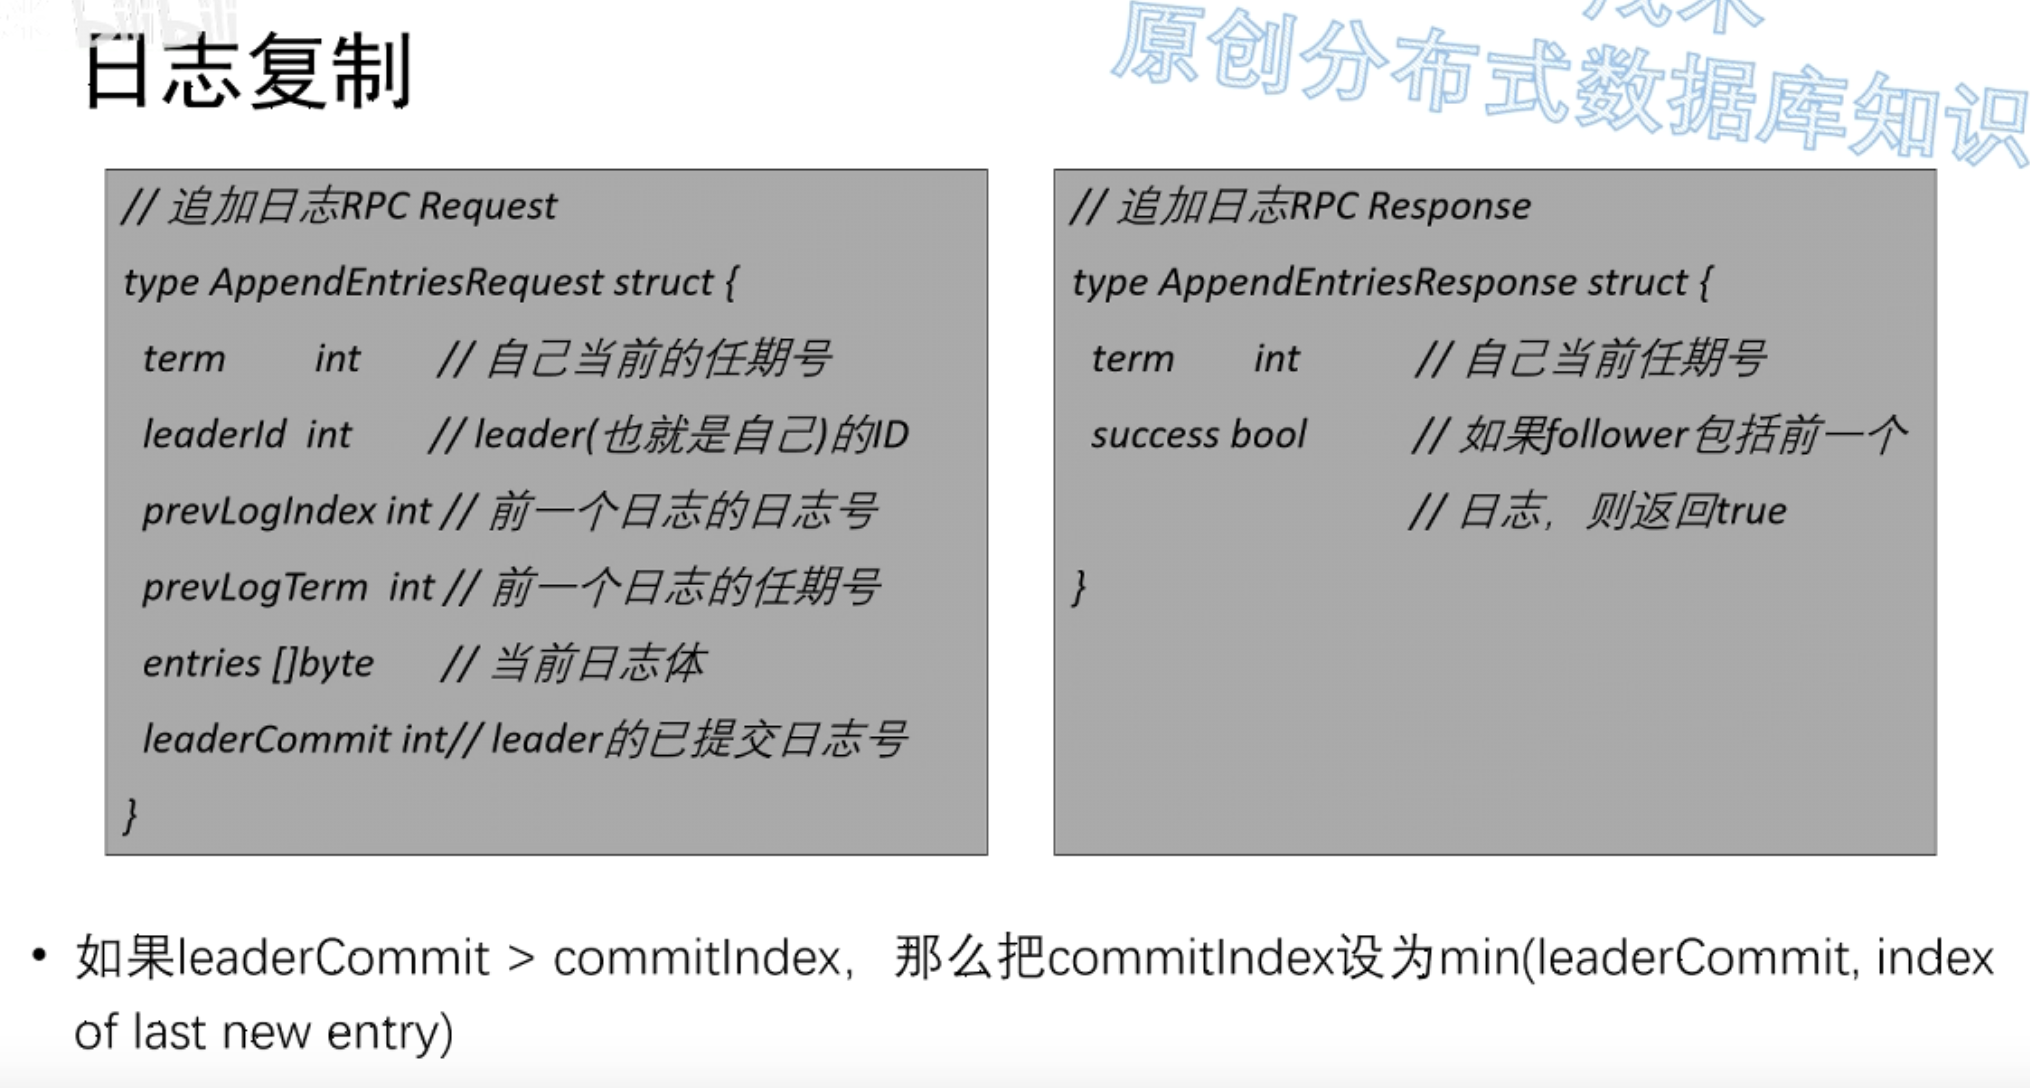 日志复制
原创分布式数据库知识
// 追加日志RPC Request
type AppendEntriesRequest struct {
term int // 自己当前的任期号
leaderId int // leader(也就是自己)的ID
prevLogIndex int // 前一个日志的日志号
prevLogTerm int // 前一个日志的任期号
entries []byte // 当前日志体
leaderCommit int// leader的已提交日志号
}
// 追加日志RPC Response
type AppendEntriesResponse struct {
term int // 自己当前任期号
success bool // 如果follower包括前一个
// 日志，则返回true
}
• 如果leaderCommit > commitIndex，那么把commitIndex设为min(leaderCommit, index
of last new entry)